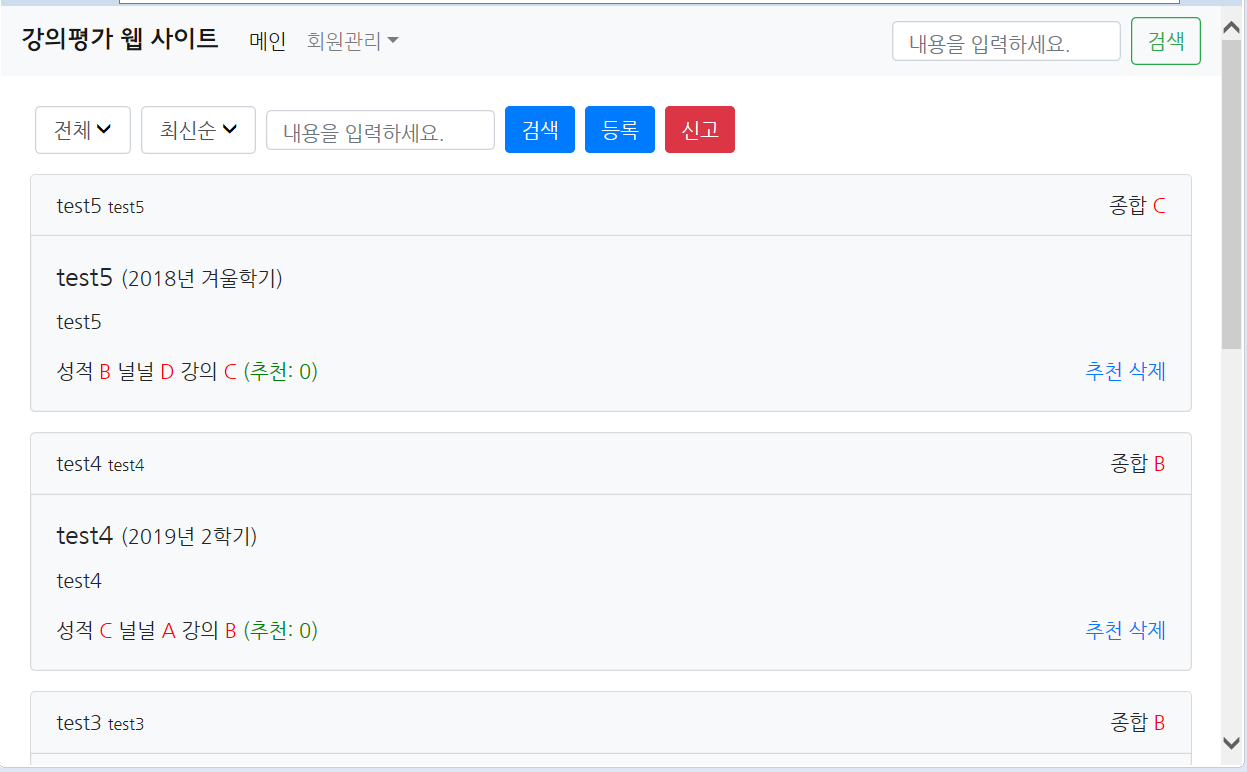 강의평가 웹 사이트 메인 회원관리 내용을 입력하세요. 검색
전체 최신순 내용을 입력하세요. 검색 등록 신고
test5 test5 종합 C
test5 (2018년 겨울학기)
test5
성적 B 널널 D 강의 C (추천: 0) 추천 삭제
test4 test4 종합 B
test4 (2019년 2학기)
test4
성적 C 널널 A 강의 B (추천: 0) 추천 삭제
test3 test3 종합 B